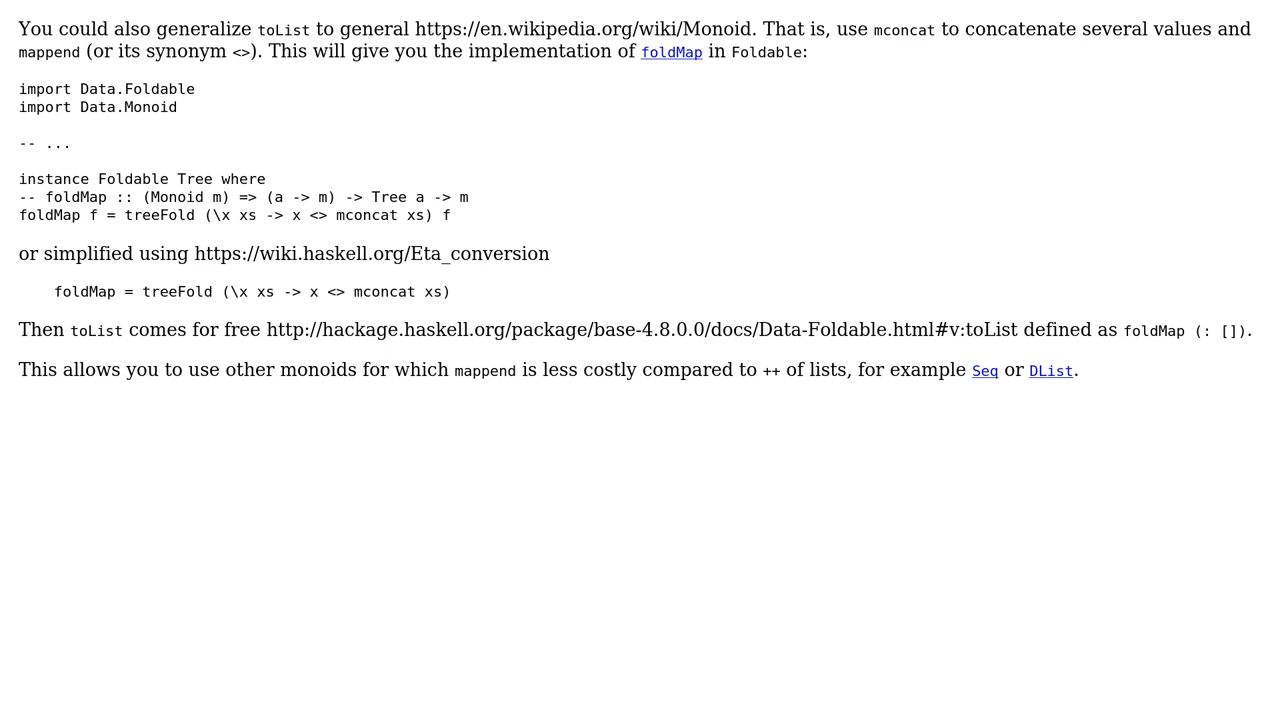 You could also generalize toList to general https://en.wikipedia.org/wiki/Monoid. That is, use mconcat to concatenate several values and
mappend (or its synonym <>). This will give you the implementation of foldMap in Foldable:
import Data.Foldable
import Data.Monoid
-- ...
instance Foldable Tree where
-- foldMap :: (Monoid m) => (a -> m) -> Tree a -> m
foldMap f = treeFold (\x xs -> x <> mconcat xs) f
or simplified using https://wiki.haskell.org/Eta_conversion
foldMap = treeFold (\x xs -> x <> mconcat xs)
Then toList comes for free http://hackage.haskell.org/package/base-4.8.0.0/docs/Data-Foldable.html#v:toList defined as foldMap (: []).
This allows you to use other monoids for which mappend is less costly compared to ++ of lists, for example Seq or DList.